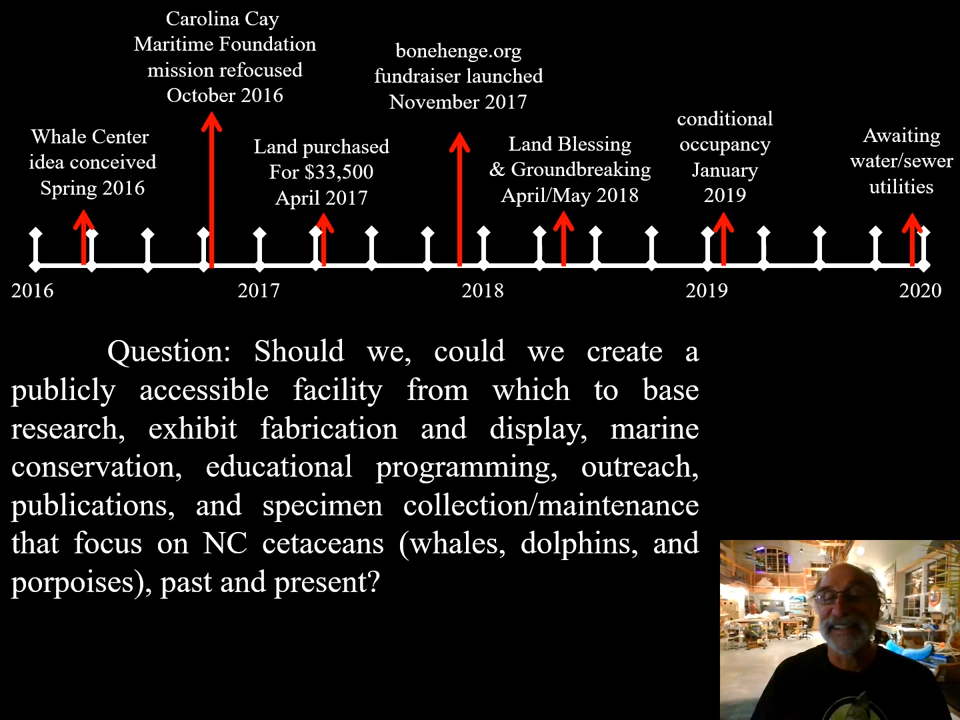 Carolina Cay
Maritime Foundation
mission refocused
October 2016
bonehenge.org
fundraiser launched
November 2017
Whale Center
idea conceived
Spring 2016
Land purchased
For $33,500
April 2017
Land Blessing
& Groundbreaking
April/May 2018
conditional
occupancy
January
2019
Awaiting
water/sewer
utilities
2016
2017
2018
2019
2020
Question: Should we, could we create a
publicly accessible facility from which to base
research, exhibit fabrication and display, marine
conservation, educational programming, outreach,
publications, and specimen collection/maintenance
that focus on NC cetaceans (whales, dolphins, and
porpoises), past and present?